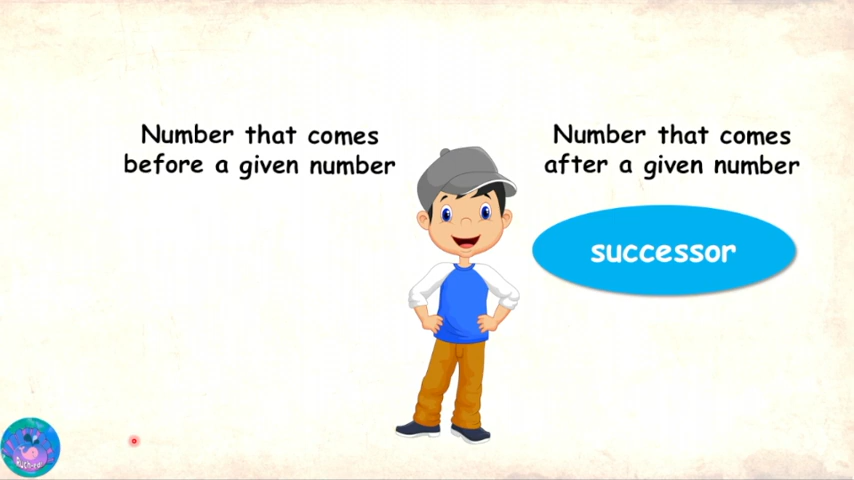 Number that comes
before a given number
Number that comes
after a given number
successor